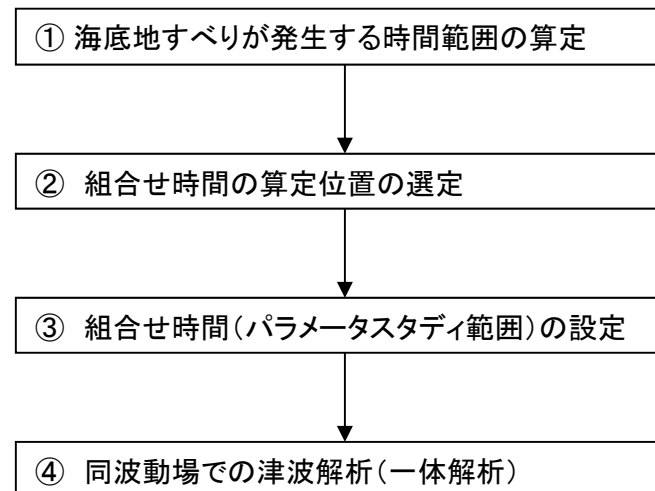 ① 海底地すべりが発生する時間範囲の算定
② 組合せ時間の算定位置の選定
③ 組合せ時間(パラメータスタディ範囲)の設定
④ 同波動場での津波解析(一体解析)